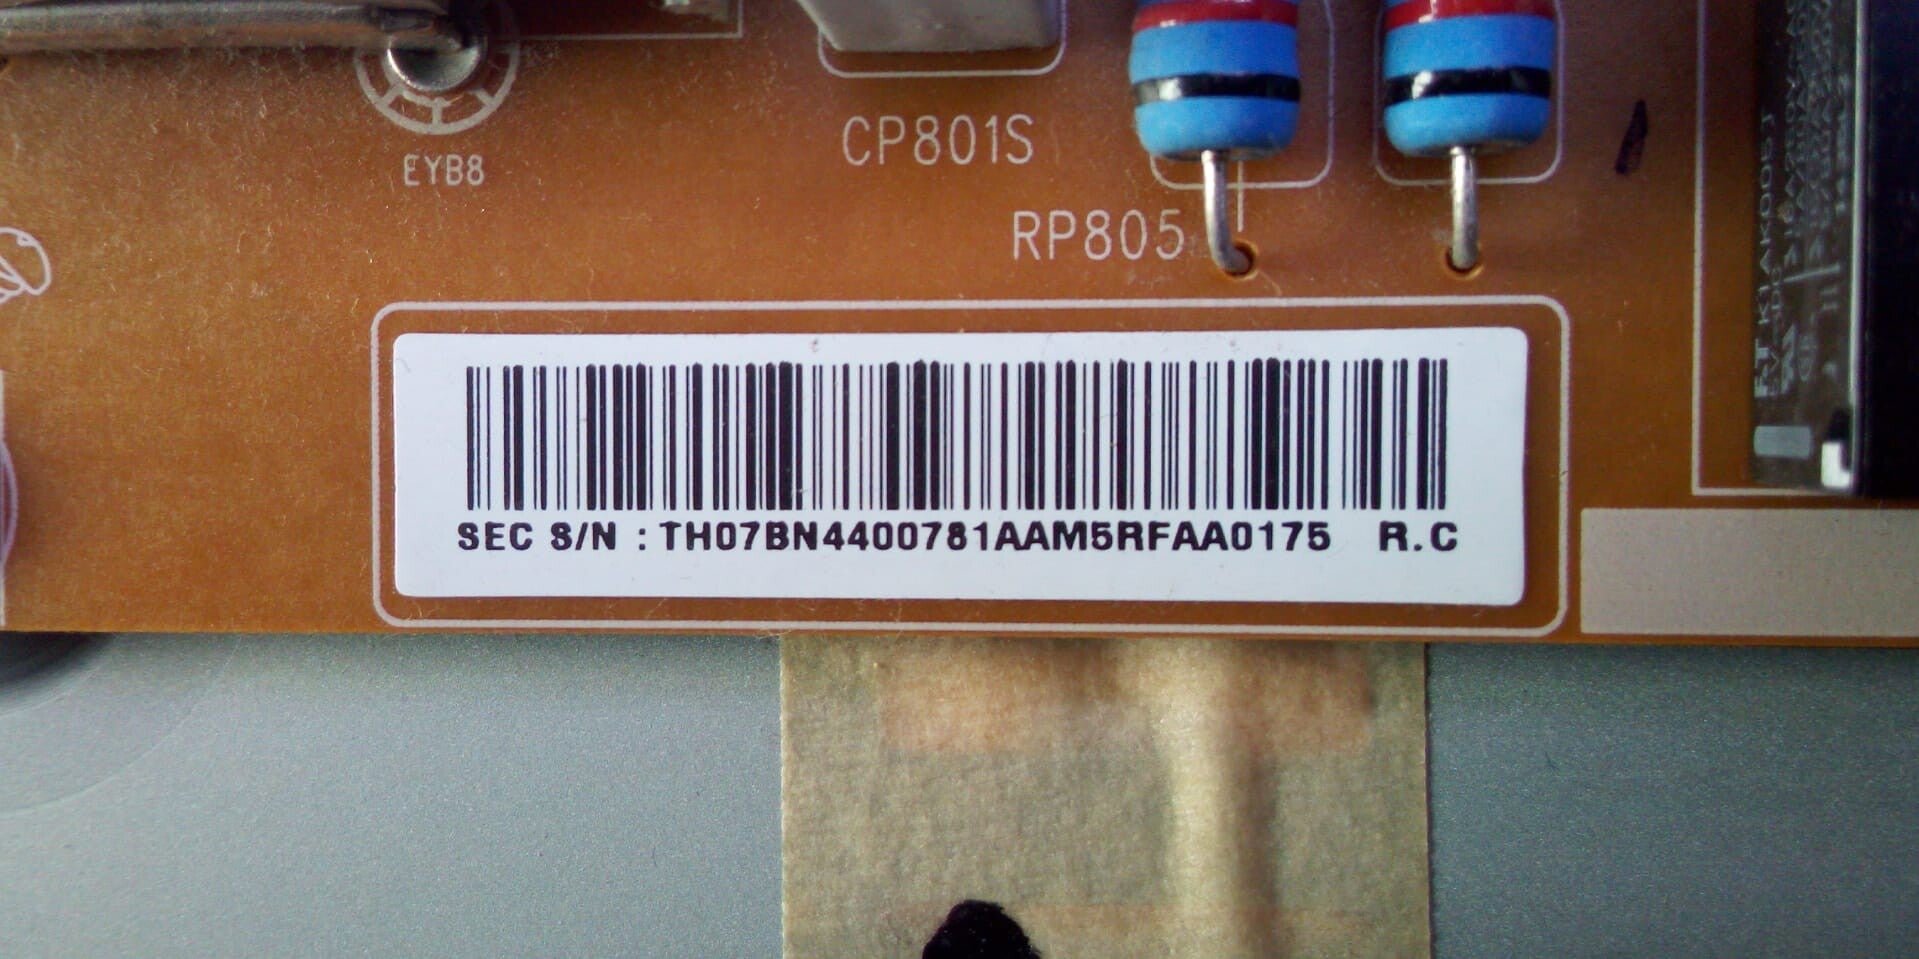 EYB8
CP801S
RP805
SEC S/N : TH07BN4400781AAM5RFAA0175 R.C